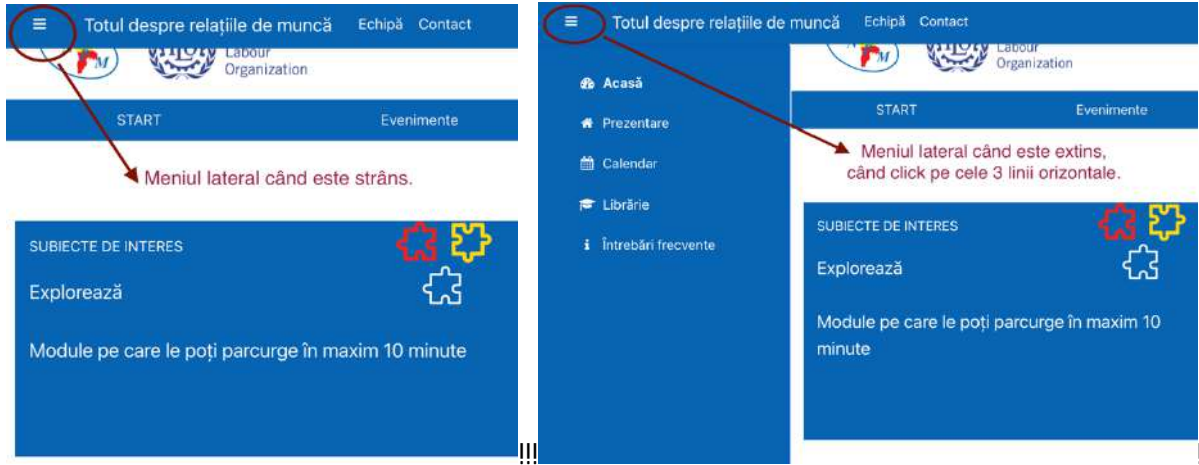 Totul despre relațiile de muncă Echipă Contact
M
Labour
Organization
START Evenimente
Meniul lateral când este strâns.
SUBIECTE DE INTERES
Explorează
Module pe care le poți parcurge în maxim 10 minute
!!!
Totul despre relațiile de muncă Echipă Contact
Acasă
Prezentare
Calendar
Librărie
Întrebări frecvente
M
Labour
Organization
START Evenimente
Meniul lateral când este extins,
când click pe cele 3 linii orizontale.
SUBIECTE DE INTERES
Explorează
Module pe care le poți parcurge în maxim 10
minute